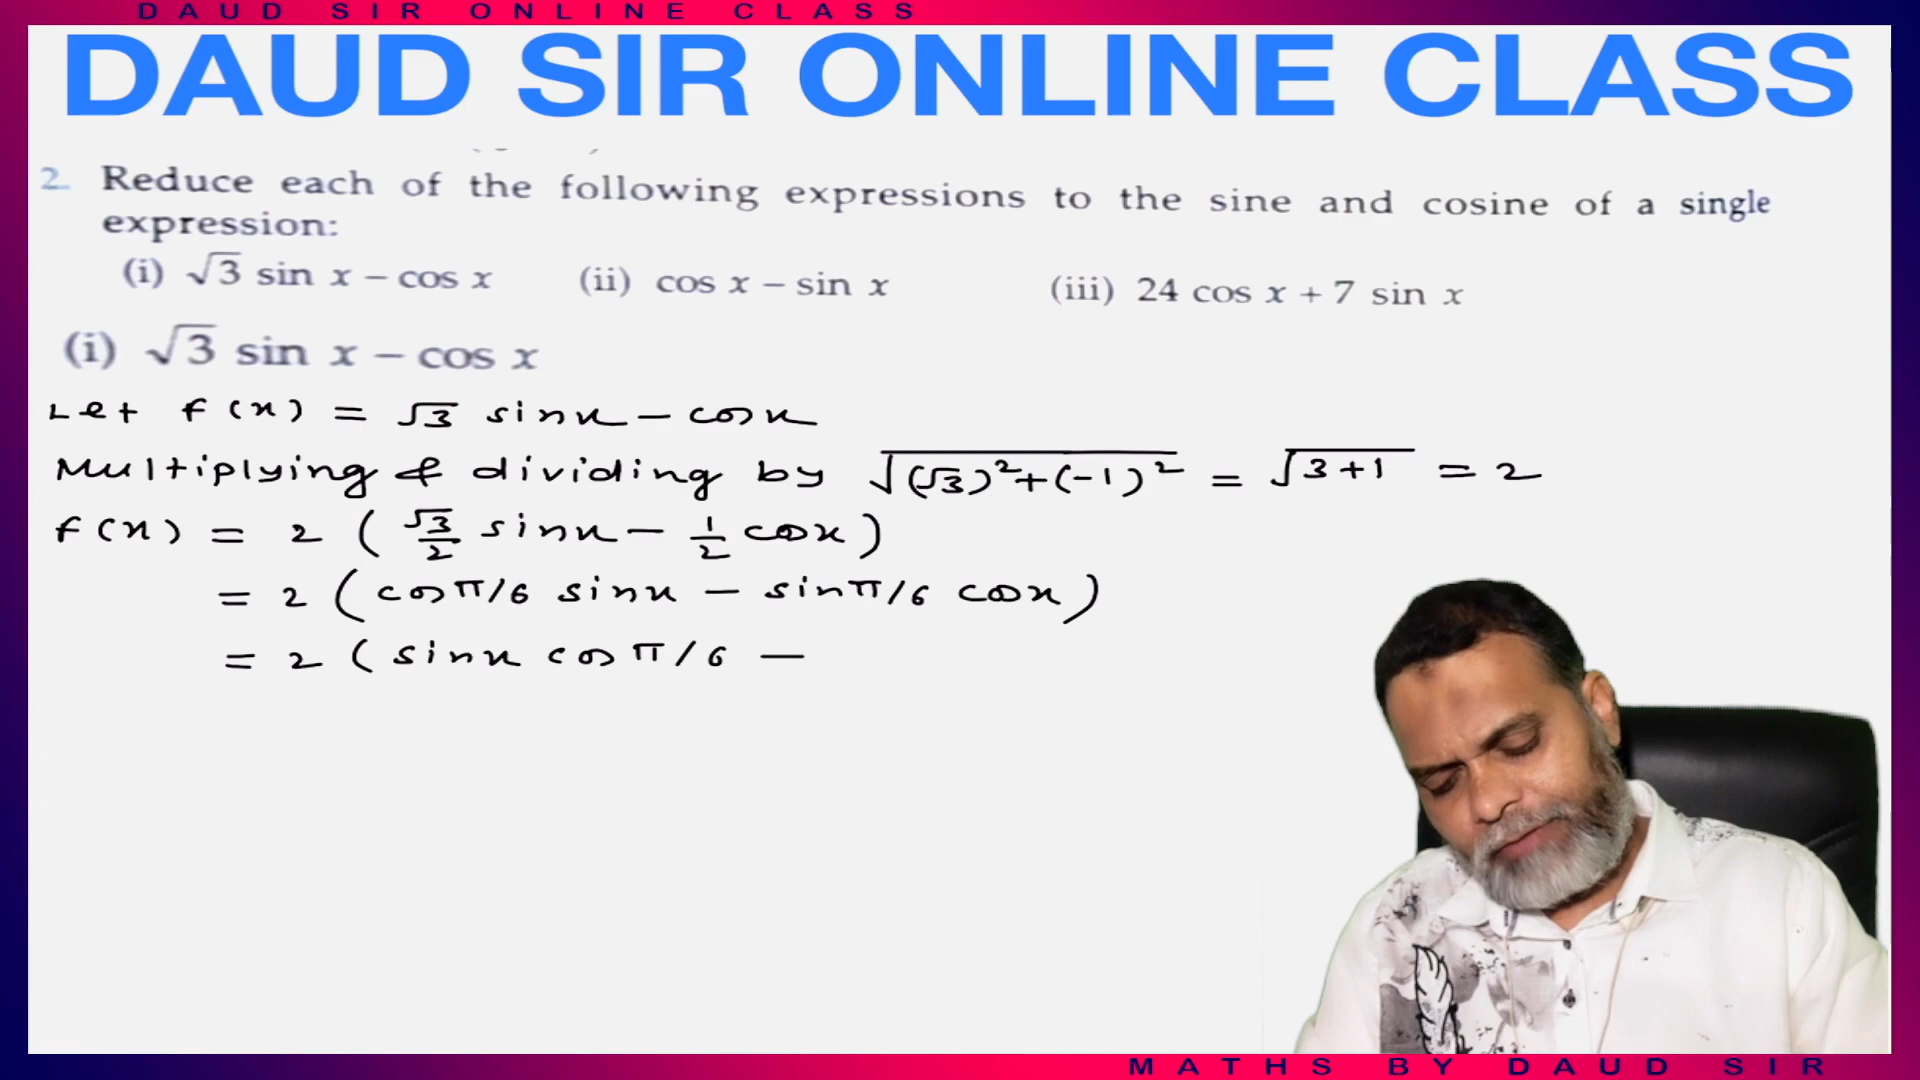 DAUD SIR ONLINE CLASS
DAUD SIR ONLINE CLASS
2. Reduce each of the following expressions to the sine and cosine of a single
expression:
(i) √3 sin x − cos x (ii) cos x − sin x (iii) 24 cos x + 7 sin x
(i) √3 sin x − cos x
Let f(x) = √3 sinx − cosx
Multiplying & dividing by √((√3)²+(-1)²) = √3+1 = 2
f(x) = 2 ( √3/2 sinx − 1/2 cosx )
= 2 ( cosπ/6 sinx − sinπ/6 cosx )
= 2 ( sinx cosπ/6 −
MATHS BY DAUD SIR